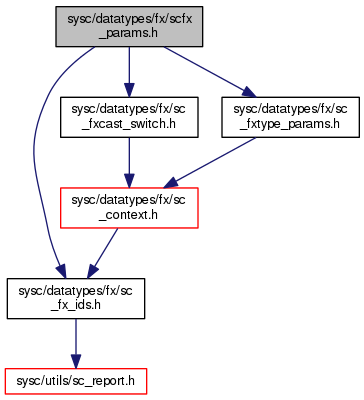 sysc/datatypes/fx/scfx
_params.h
sysc/datatypes/fx/sc
_fxcast_switch.h
sysc/datatypes/fx/sc
_fxtype_params.h
sysc/datatypes/fx/sc
_context.h
sysc/datatypes/fx/sc
_fx_ids.h
sysc/utils/sc_report.h